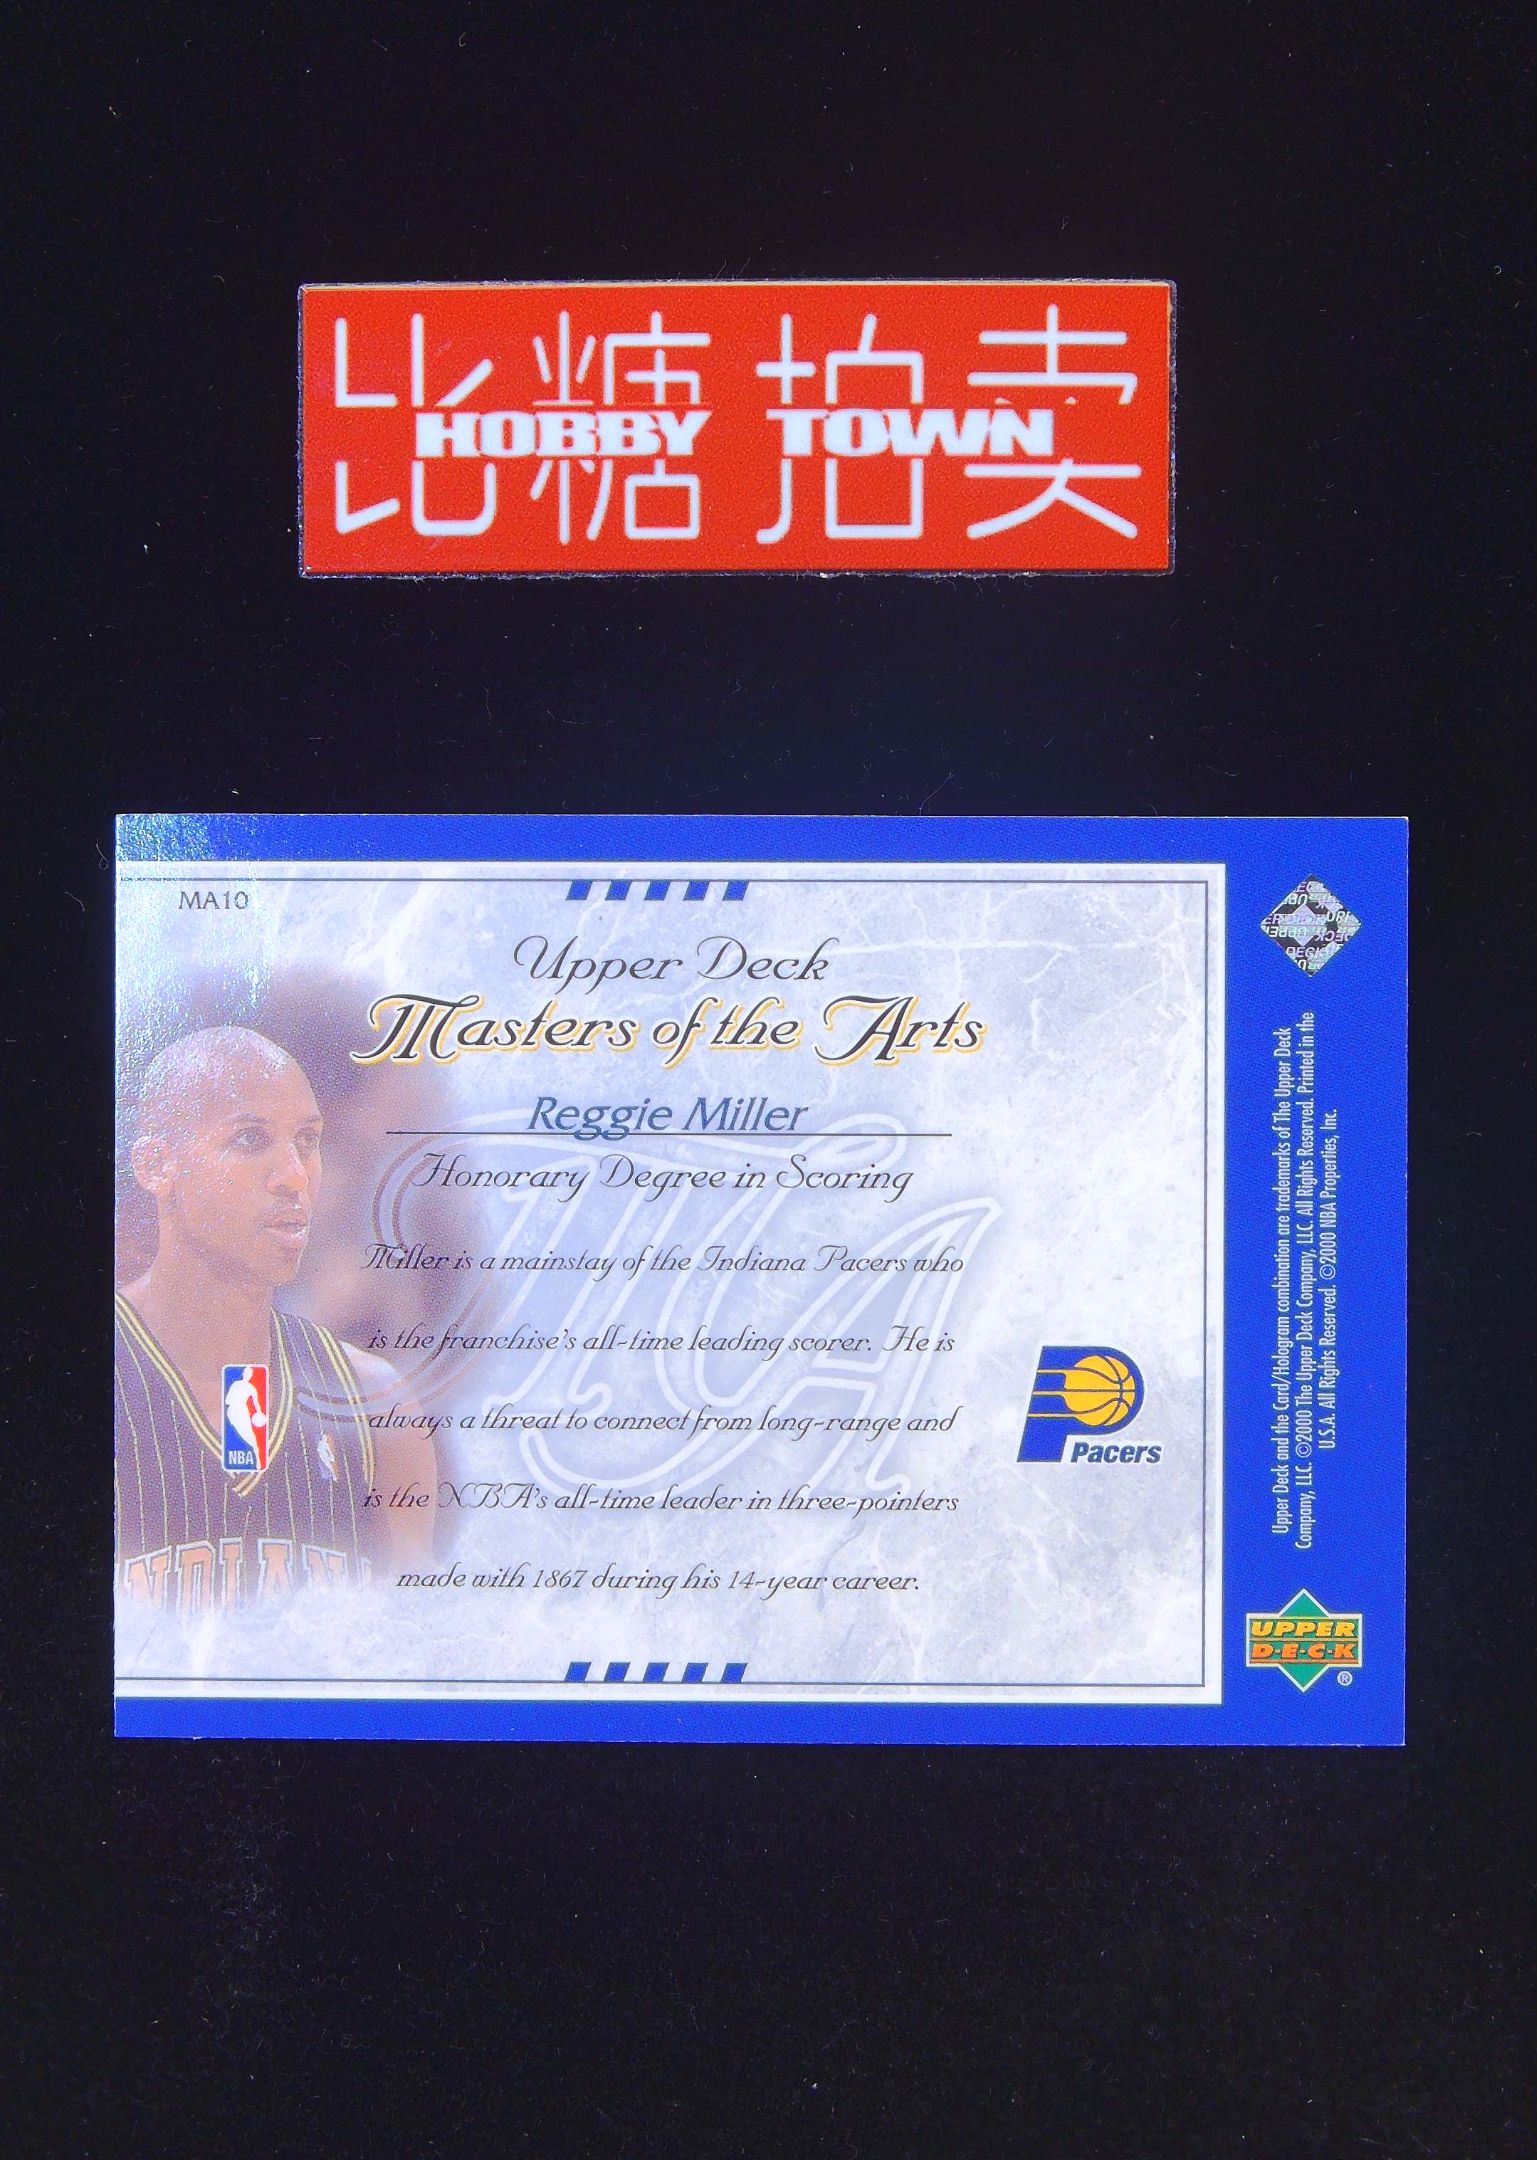 比糖拍卖
HOBBY TOWN
MA10
Upper Deck
Masters of the Arts
Reggie Miller
Honorary Degree in Scoring
Miller is a mainstay of the Indiana Pacers who
is the franchise's all-time leading scorer. He is
always a threat to connect from long-range and
is the NBA's all-time leader in three-pointers
made with 1867 during his 14-year career.
MA
NBA
INDIANA
Pacers
Upper Deck and the Card/Hologram combination are trademarks of The Upper Deck
Company, LLC. ©2000 The Upper Deck Company, LLC. All Rights Reserved. Printed in the
U.S.A. All Rights Reserved. ©2000 NBA Properties, Inc.
UPPER
D·E·C·K
®